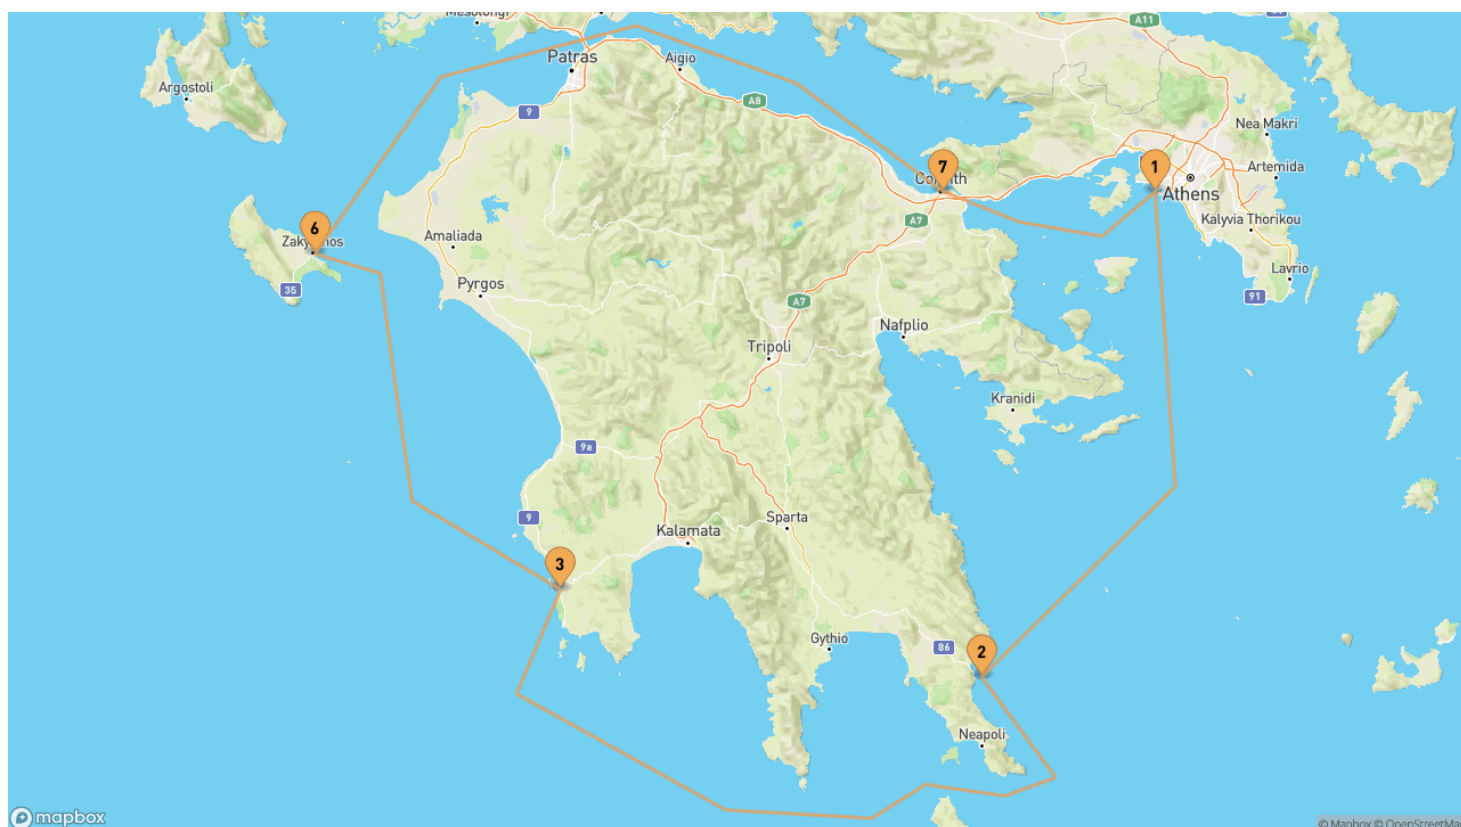 Mesolongi
A11
Patras
Aigio
Argostoli
A8
9
Nea Makri
7
1
Corinth
Artemida
Athens
6
A7
Kalyvia Thorikou
Zakynthos
Amaliada
Lavrio
35
Pyrgos
A7
91
Nafplio
Tripoli
Kranidi
9a
9
Sparta
Kalamata
3
Gythio
86
2
Neapoli
mapbox
© Mapbox © OpenStreetMap